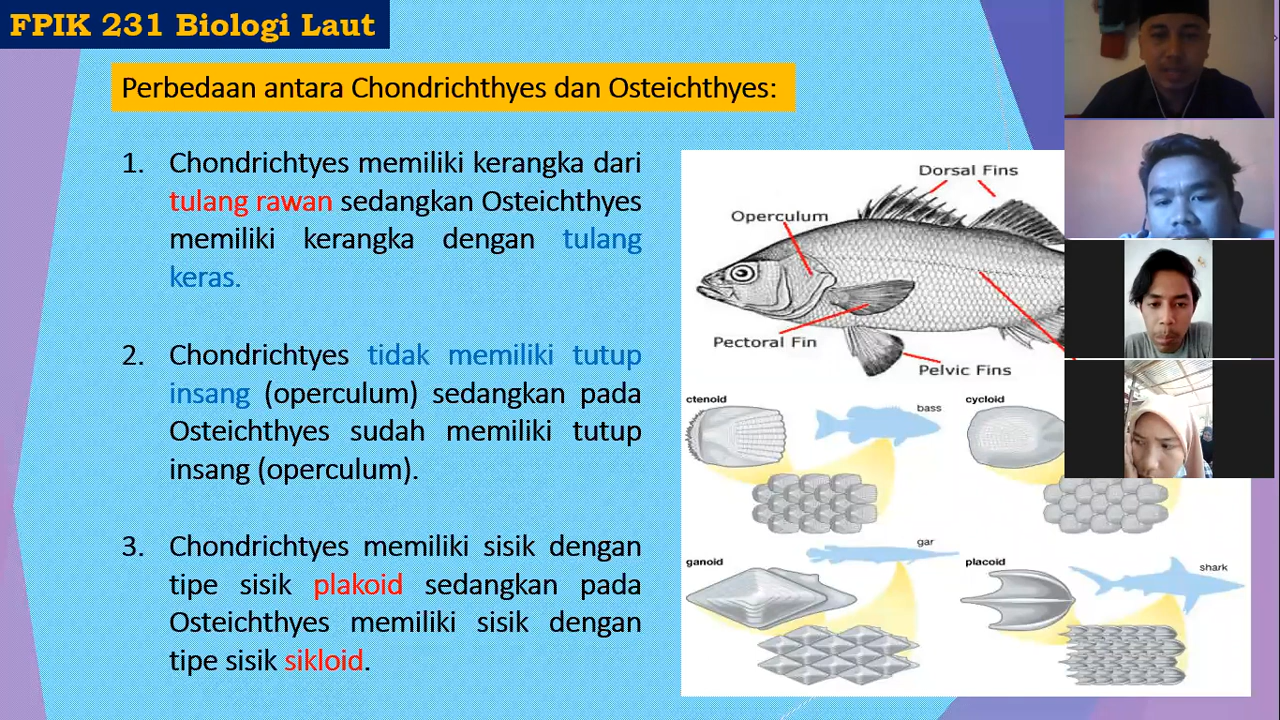 FPIK 231 Biologi Laut
Perbedaan antara Chondrichthyes dan Osteichthyes:
1. Chondrichtyes memiliki kerangka dari
tulang rawan sedangkan Osteichthyes
memiliki kerangka dengan tulang
keras.
2. Chondrichtyes tidak memiliki tutup
insang (operculum) sedangkan pada
Osteichthyes sudah memiliki tutup
insang (operculum).
3. Chondrichtyes memiliki sisik dengan
tipe sisik plakoid sedangkan pada
Osteichthyes memiliki sisik dengan
tipe sisik sikloid.
Dorsal Fins
Operculum
Pectoral Fin
Pelvic Fins
ctenoid
bass
cycloid
ganoid
gar
placoid
shark